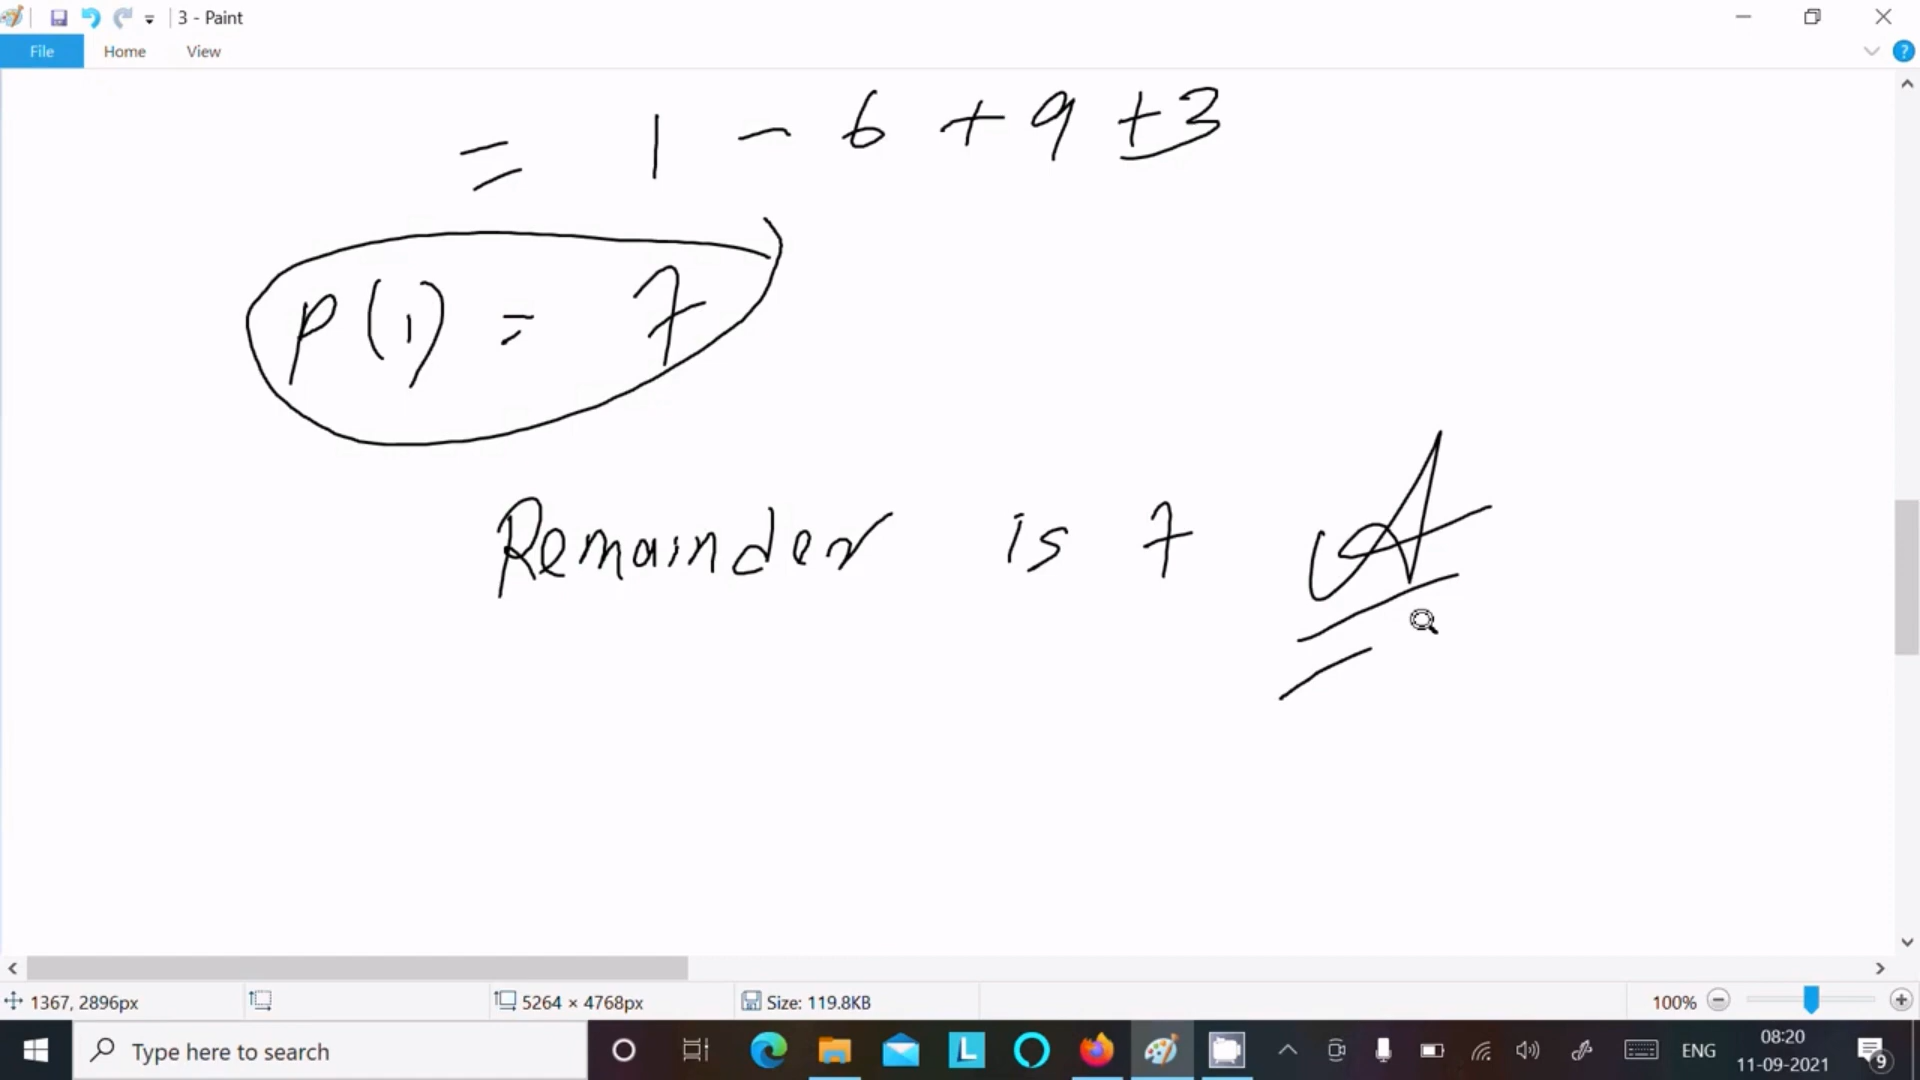 3 - Paint
File Home View
= 1 - 6 + 9 + 3
P(1) = 7
Remainder is 7 A
1367, 2896px 5264 × 4768px Size: 119.8KB 100%
Type here to search L ENG 08:20
11-09-2021 9